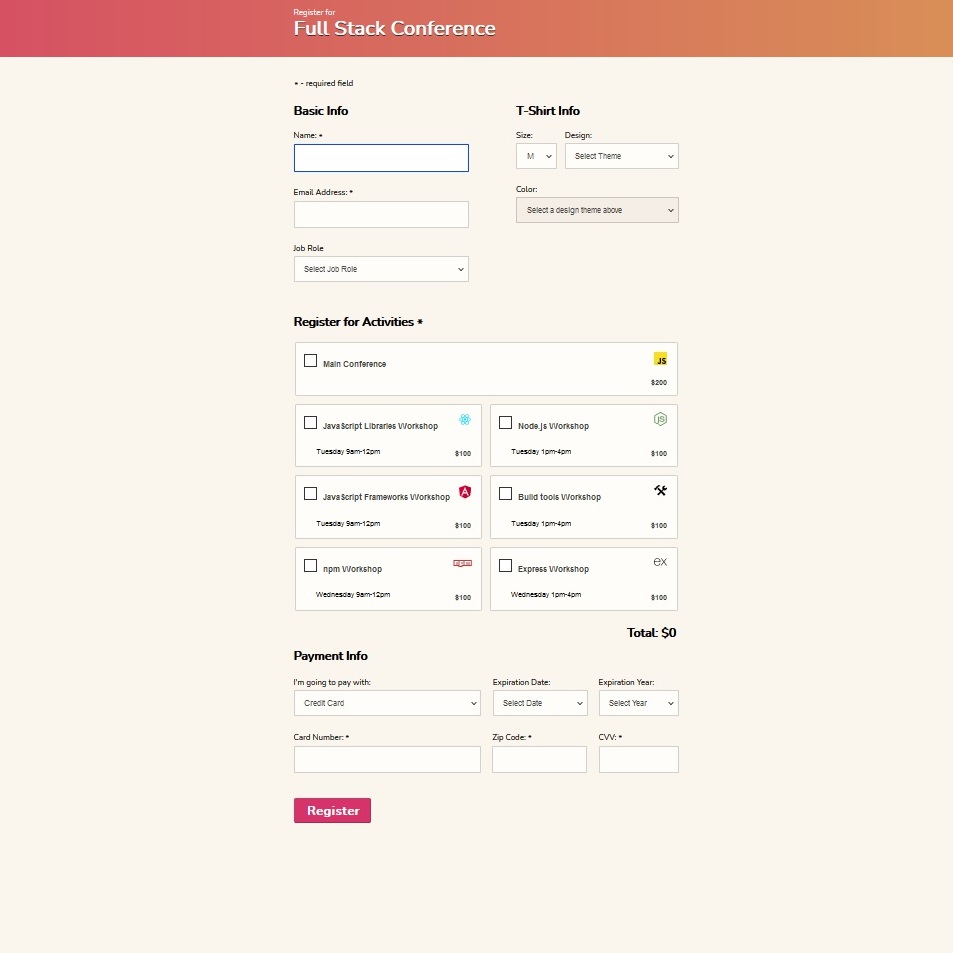 Register for
Full Stack Conference
* - required field
Basic Info
Name: *
Email Address: *
Job Role
Select Job Role
T-Shirt Info
Size:
M
Design:
Select Theme
Color:
Select a design theme above
Register for Activities *
Main Conference
JS
$200
JavaScript Libraries Workshop
Tuesday 9am-12pm
$100
Node.js Workshop
JS
Tuesday 1pm-4pm
$100
JavaScript Frameworks Workshop
A
Tuesday 9am-12pm
$100
Build tools Workshop
Tuesday 1pm-4pm
$100
npm Workshop
npm
Wednesday 9am-12pm
$100
Express Workshop
ex
Wednesday 1pm-4pm
$100
Total: $0
Payment Info
I'm going to pay with:
Credit Card
Expiration Date:
Select Date
Expiration Year:
Select Year
Card Number: *
Zip Code: *
CVV: *
Register